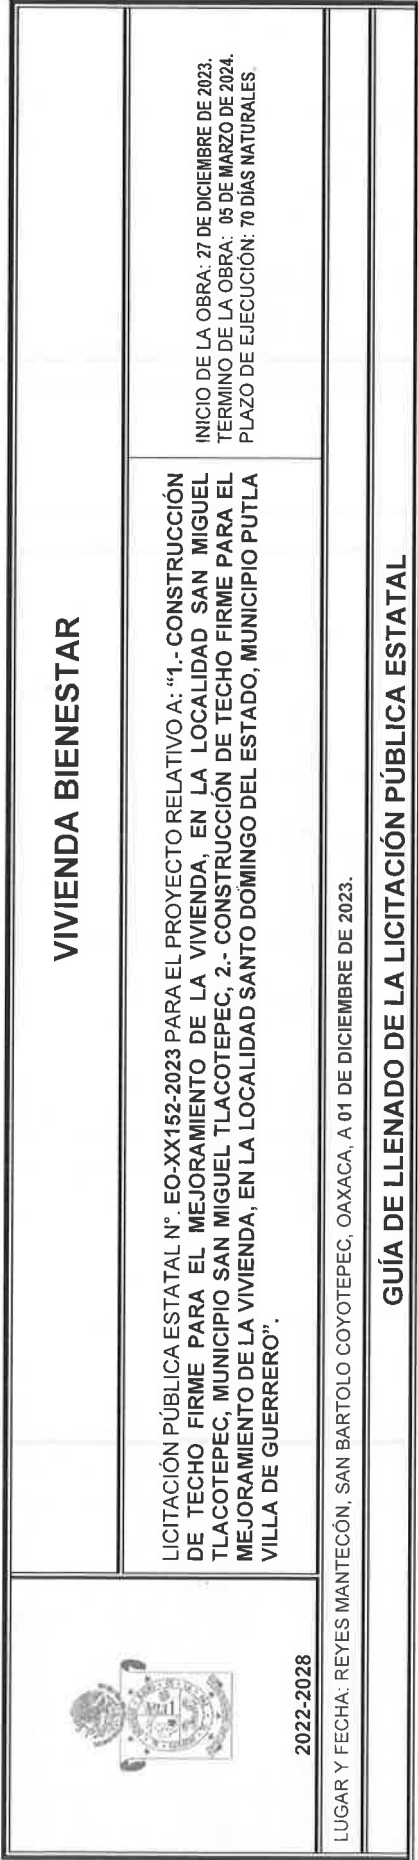 VIVIENDA BIENESTAR
LICITACIÓN PÚBLICA ESTATAL Nº. EO-XX152-2023 PARA EL PROYECTO RELATIVO A: “1.- CONSTRUCCIÓN
DE TECHO FIRME PARA EL MEJORAMIENTO DE LA VIVIENDA, EN LA LOCALIDAD SAN MIGUEL
TLACOTEPEC, MUNICIPIO SAN MIGUEL TLACOTEPEC, 2.- CONSTRUCCIÓN DE TECHO FIRME PARA EL
MEJORAMIENTO DE LA VIVIENDA, EN LA LOCALIDAD SANTO DOMINGO DEL ESTADO, MUNICIPIO PUTLA
VILLA DE GUERRERO”.
INICIO DE LA OBRA: 27 DE DICIEMBRE DE 2023.
TERMINO DE LA OBRA: 05 DE MARZO DE 2024.
PLAZO DE EJECUCIÓN: 70 DÍAS NATURALES.
2022-2028
LUGAR Y FECHA: REYES MANTECÓN, SAN BARTOLO COYOTEPEC, OAXACA, A 01 DE DICIEMBRE DE 2023.
GUÍA DE LLENADO DE LA LICITACIÓN PÚBLICA ESTATAL